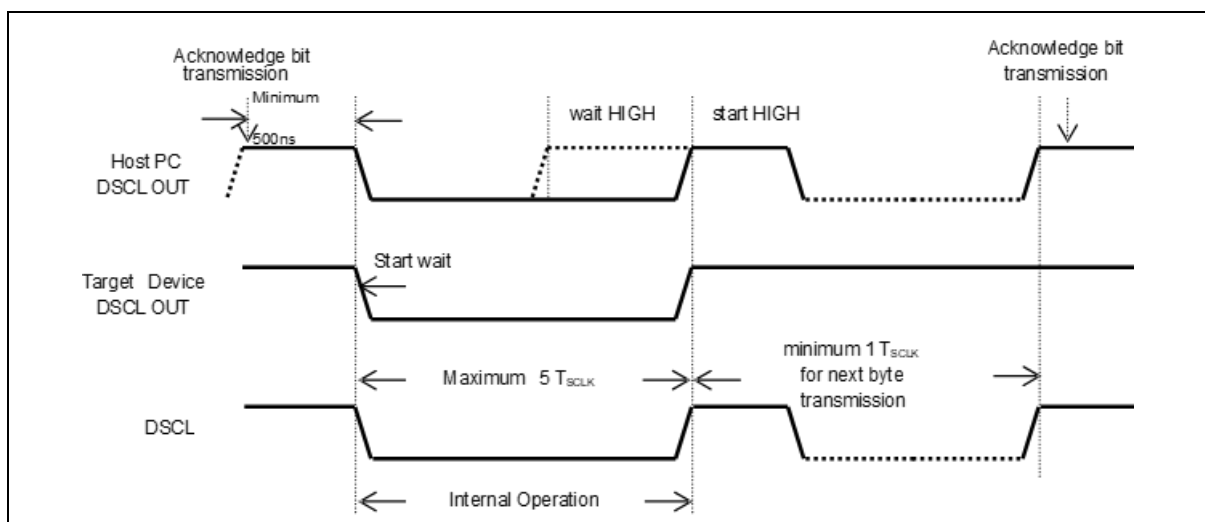 Acknowledge bit
transmission
Acknowledge bit
transmission
Minimum
500ns
wait HIGH
start HIGH
Host PC
DSCL OUT
Start wait
Target Device
DSCL OUT
Maximum 5 TSCLK
minimum 1 TSCLK
for next byte
transmission
DSCL
Internal Operation